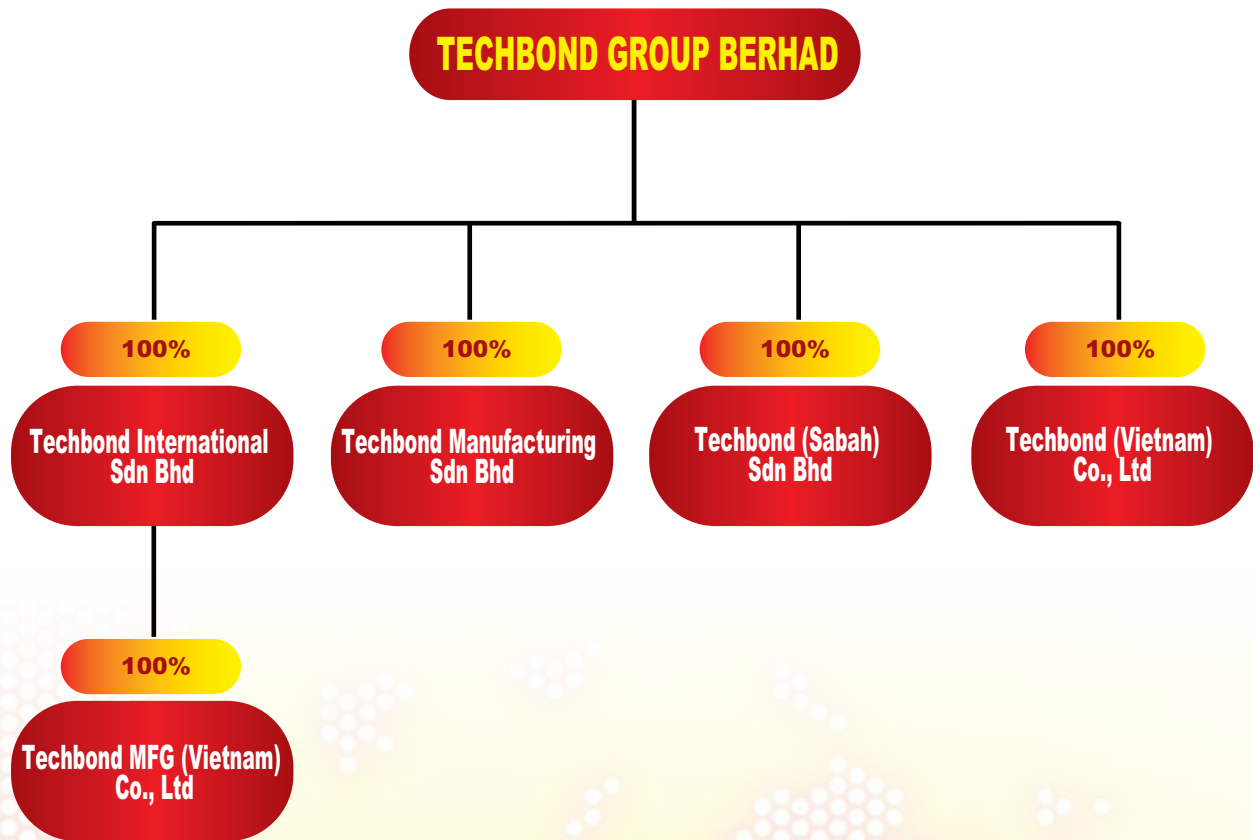 TECHBOND GROUP BERHAD
100%
100%
100%
100%
Techbond International
Sdn Bhd
Techbond Manufacturing
Sdn Bhd
Techbond (Sabah)
Sdn Bhd
Techbond (Vietnam)
Co., Ltd
100%
Techbond MFG (Vietnam)
Co., Ltd